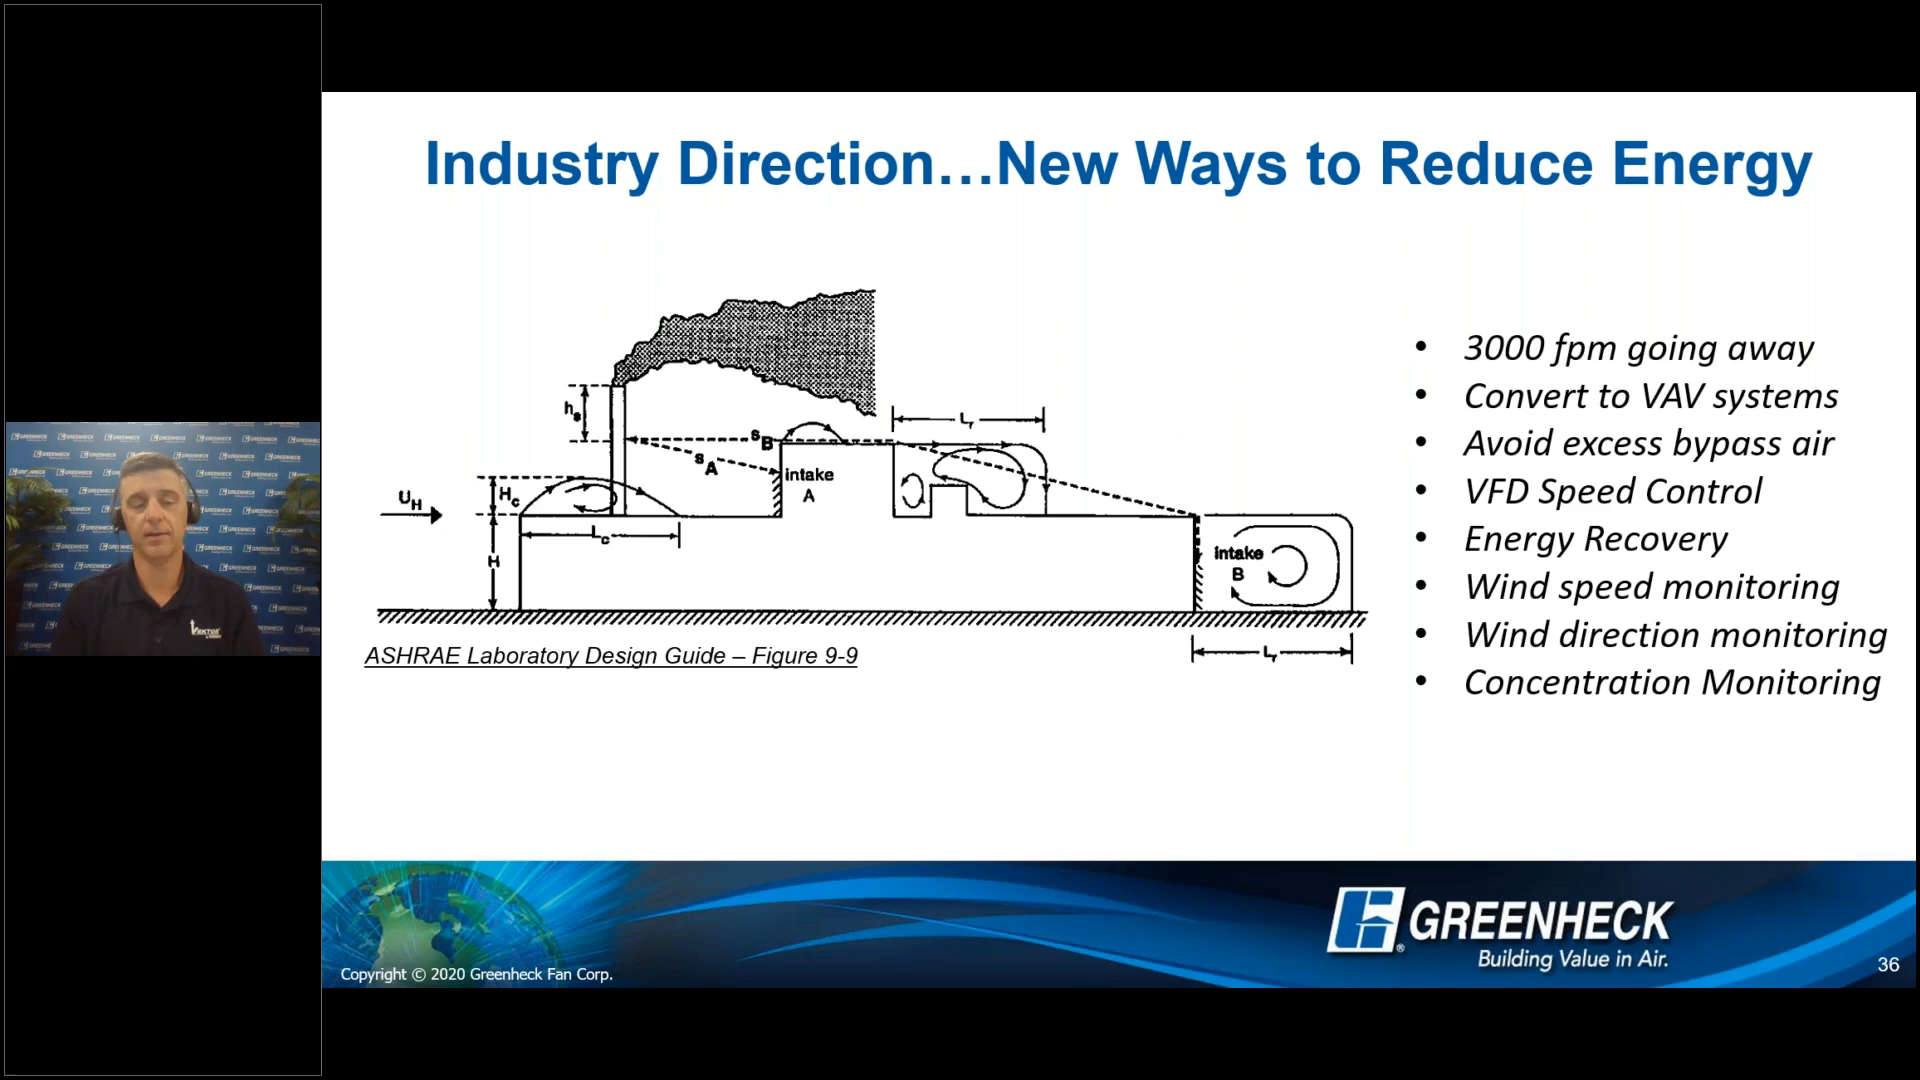 Industry Direction…New Ways to Reduce Energy
hs
sB
Lr
sA
intake
A
UH
Hc
Lc
H
intake
B
Lr
ASHRAE Laboratory Design Guide – Figure 9-9
• 3000 fpm going away
• Convert to VAV systems
• Avoid excess bypass air
• VFD Speed Control
• Energy Recovery
• Wind speed monitoring
• Wind direction monitoring
• Concentration Monitoring
GREENHECK
VEKTOR
GREENHECK®
Building Value in Air.
Copyright © 2020 Greenheck Fan Corp.
36